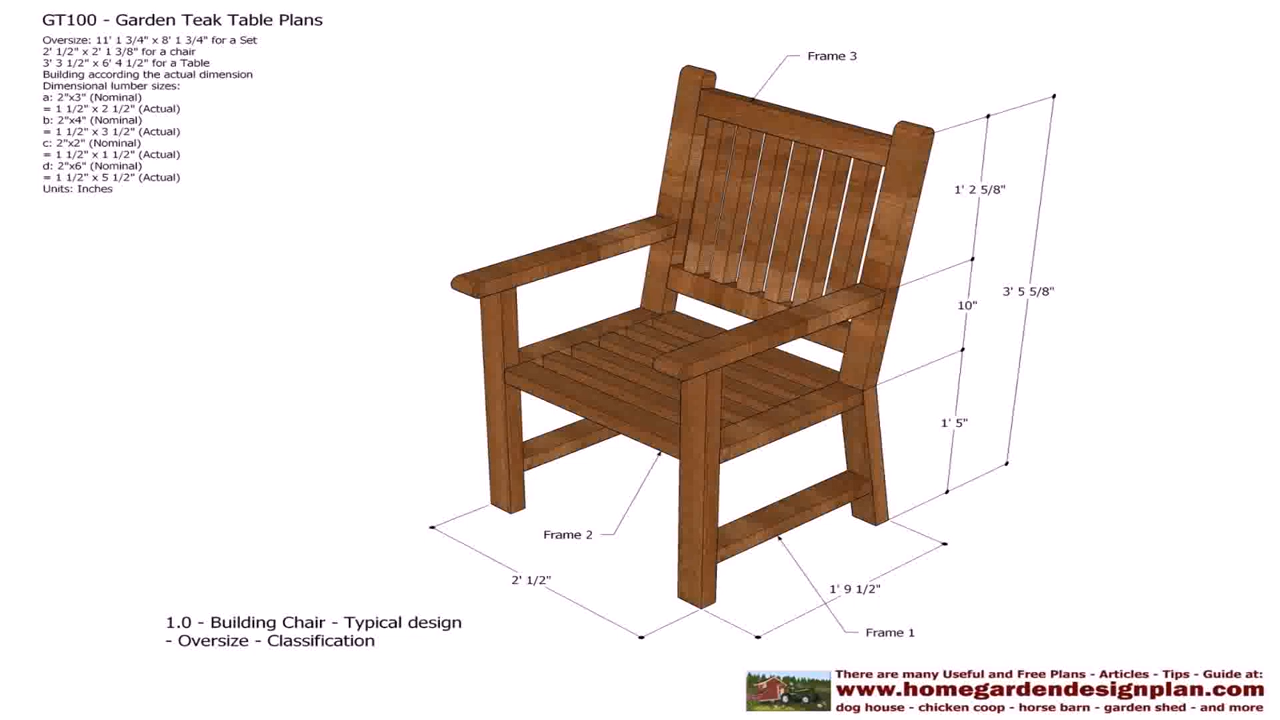 GT100 - Garden Teak Table Plans
Oversize: 11' 1 3/4" x 8' 1 3/4" for a Set
2' 1/2" x 2' 1 3/8" for a chair
3' 3 1/2" x 6' 4 1/2" for a Table
Building according the actual dimension
Dimensional lumber sizes:
a: 2"x3" (Nominal)
= 1 1/2" x 2 1/2" (Actual)
b: 2"x4" (Nominal)
= 1 1/2" x 3 1/2" (Actual)
c: 2"x2" (Nominal)
= 1 1/2" x 1 1/2" (Actual)
d: 2"x6" (Nominal)
= 1 1/2" x 5 1/2" (Actual)
Units: Inches
Frame 3
1' 2 5/8"
3' 5 5/8"
10"
1' 5"
Frame 2
2' 1/2"
1' 9 1/2"
Frame 1
1.0 - Building Chair - Typical design
- Oversize - Classification
There are many Useful and Free Plans - Articles - Tips - Guide at:
www.homegardendesignplan.com
dog house - chicken coop - horse barn - garden shed - and more